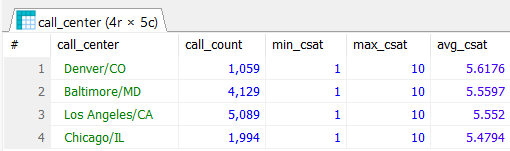 call_center (4r × 5c)
# call_center call_count min_csat max_csat avg_csat
1 Denver/CO 1,059 1 10 5.6176
2 Baltimore/MD 4,129 1 10 5.5597
3 Los Angeles/CA 5,089 1 10 5.552
4 Chicago/IL 1,994 1 10 5.4794